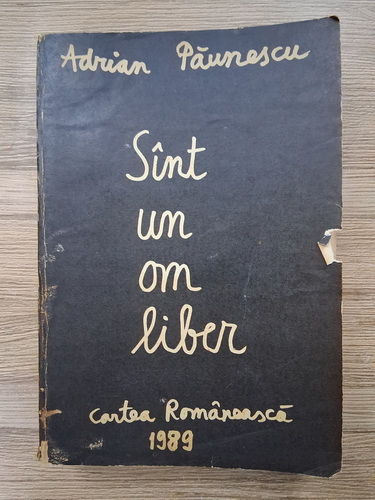 Adrian Păunescu
Sînt
un
om
liber
Cartea Românească
1989